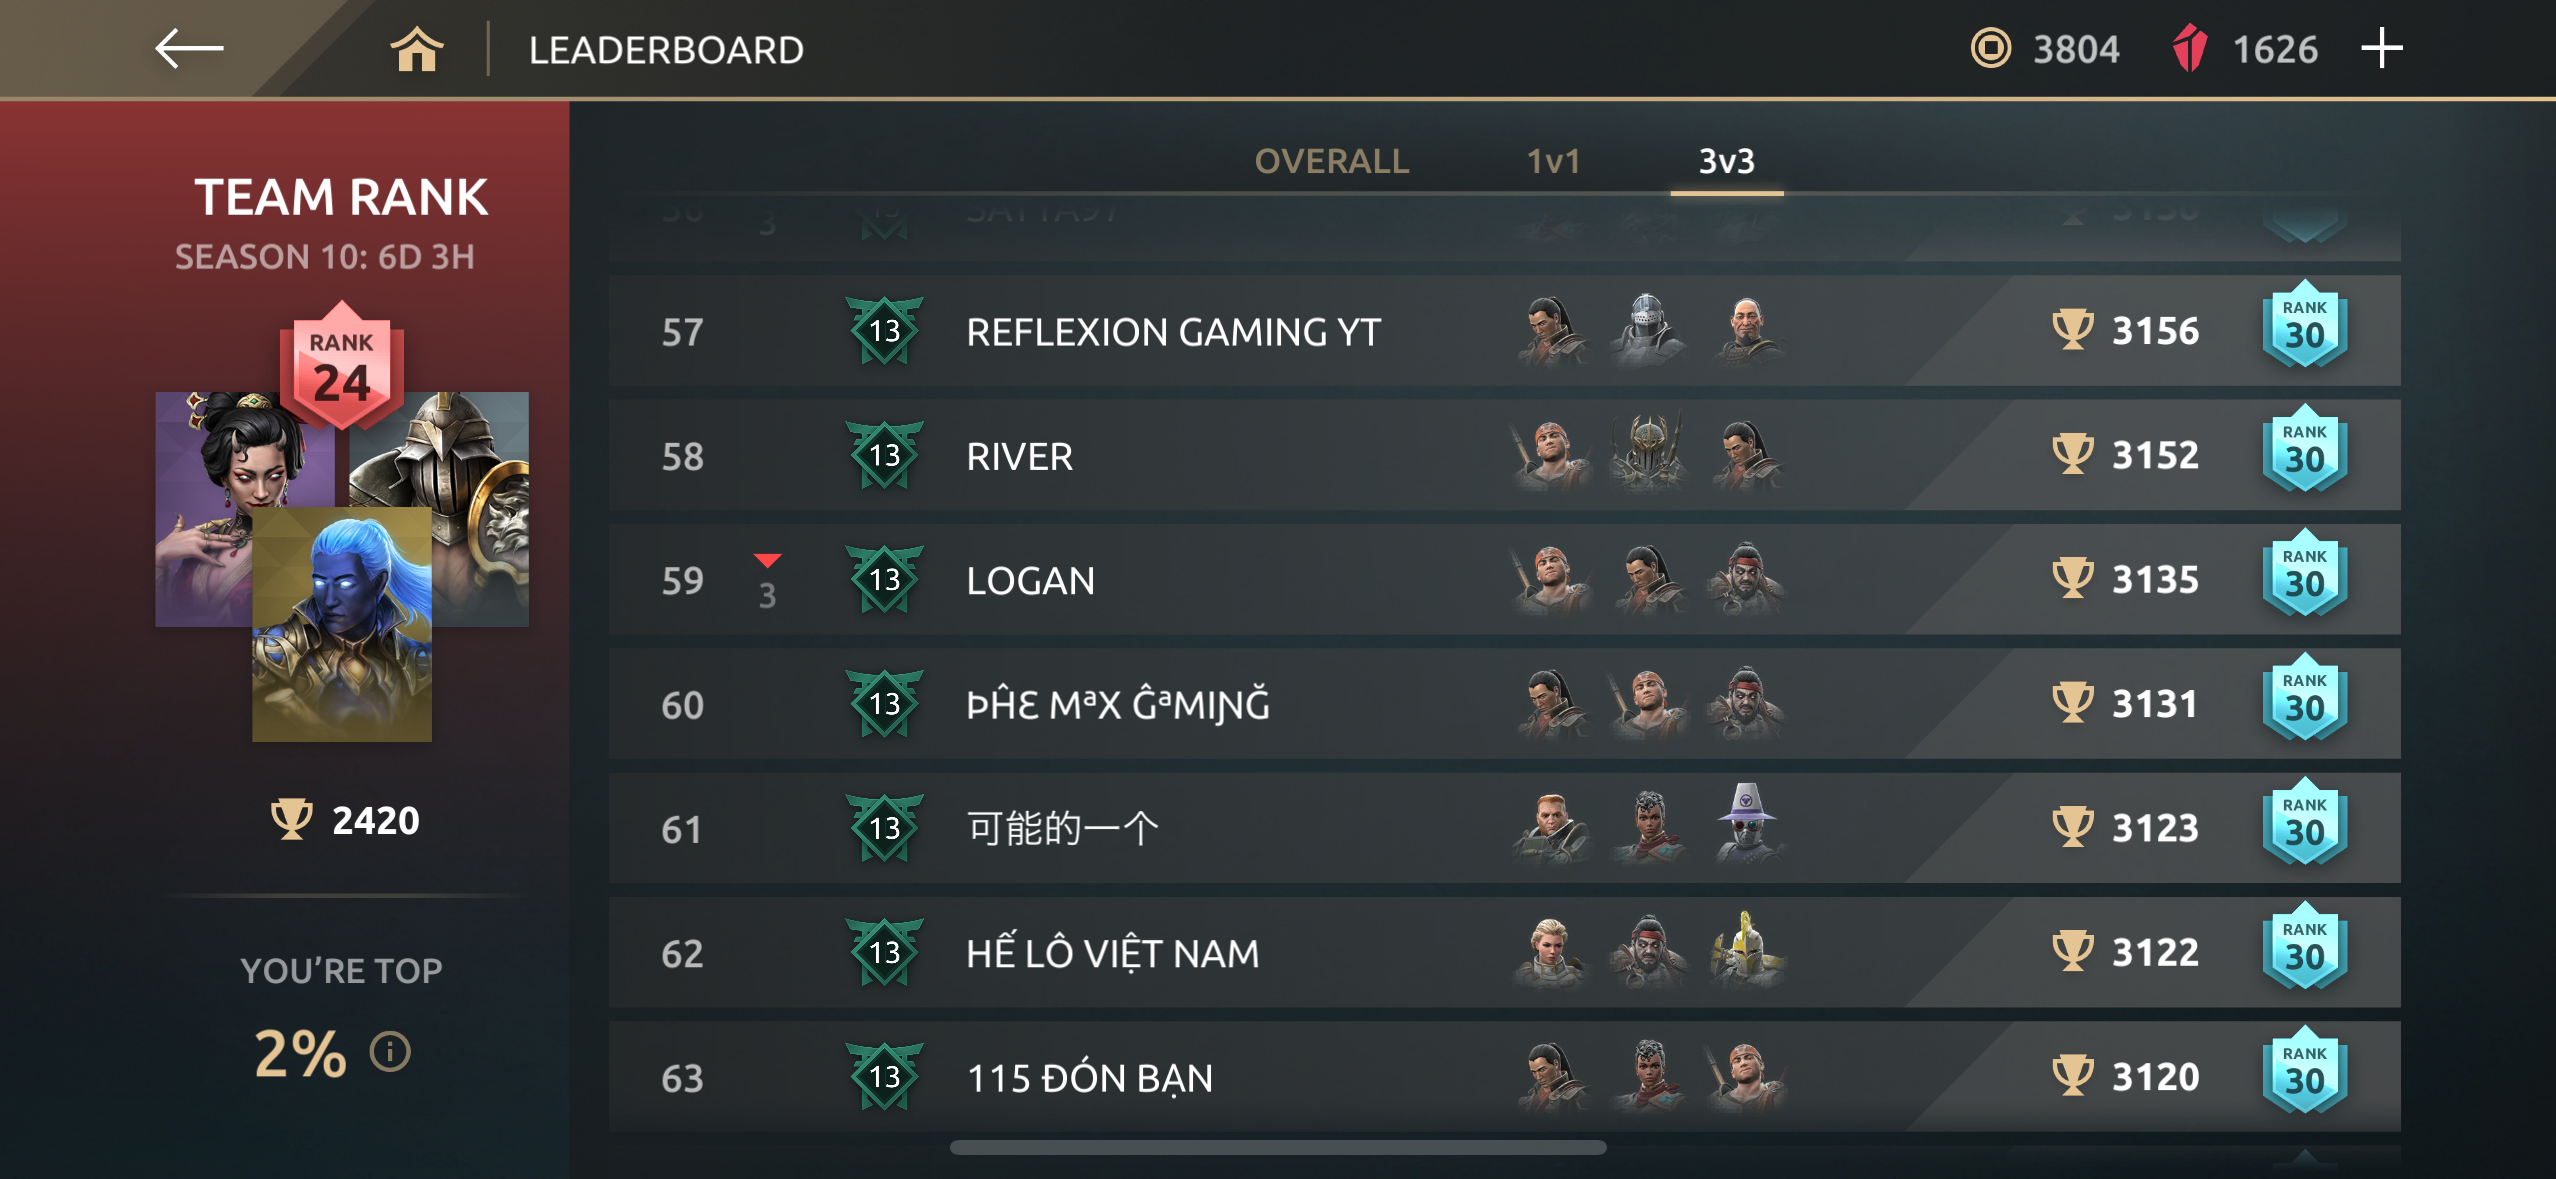 LEADERBOARD
3804
1626
TEAM RANK
SEASON 10: 6D 3H
RANK
24
2420
YOU'RE TOP
2%
OVERALL
1v1
3v3
3
57
13
REFLEXION GAMING YT
3156
RANK
30
58
13
RIVER
3152
RANK
30
59
3
13
LOGAN
3135
RANK
30
60
13
ÞĤƐ MªX ĜªMIƝĞ
3131
RANK
30
61
13
可能的一个
3123
RANK
30
62
13
HẾ LÔ VIỆT NAM
3122
RANK
30
63
13
115 ĐÓN BẠN
3120
RANK
30